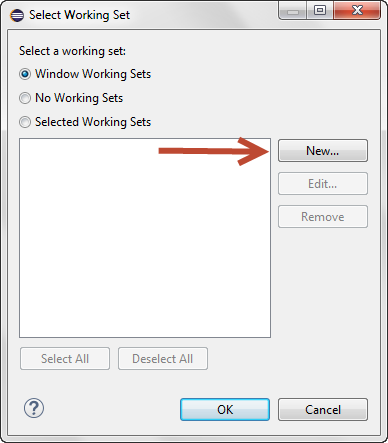 Select Working Set
Select a working set:
Window Working Sets
No Working Sets
Selected Working Sets
New...
Edit...
Remove
Select All Deselect All
? OK Cancel